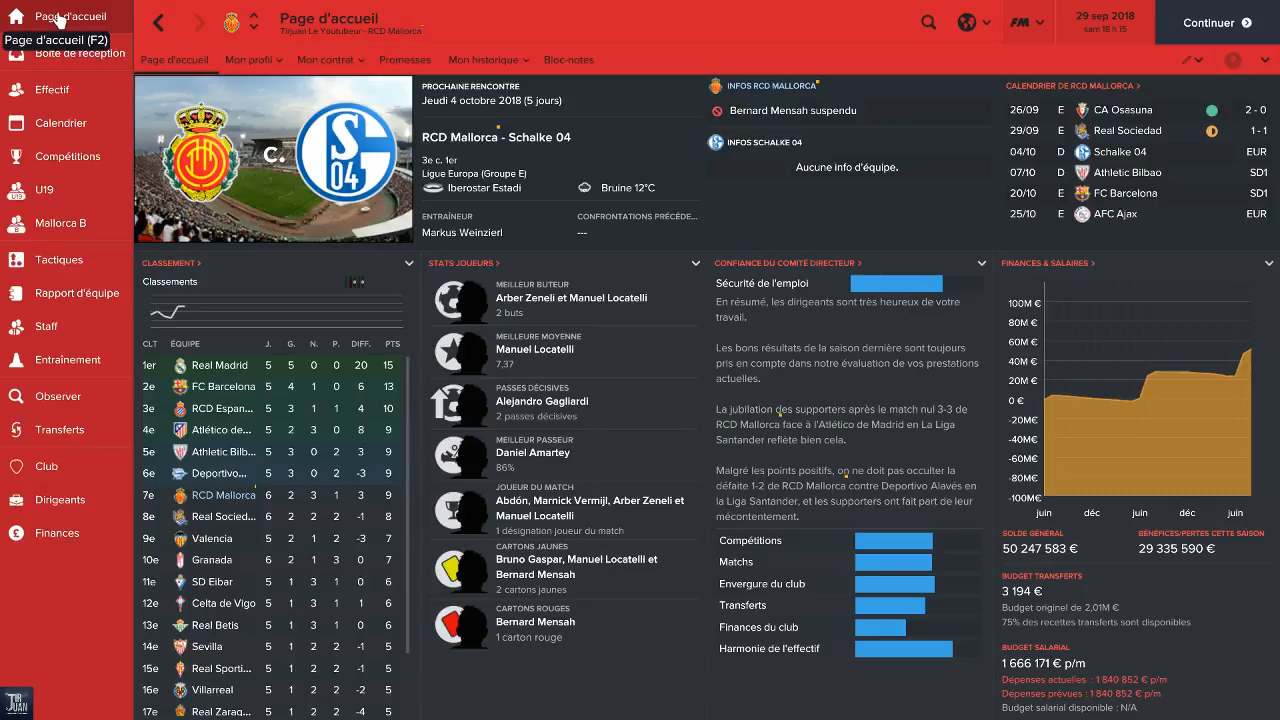 Page d'accueil
Page d'accueil (F2)
Boîte de réception
Effectif
Calendrier
Compétitions
U19
Mallorca B
Tactiques
Rapport d'équipe
Staff
Entraînement
Observer
Transferts
Club
Dirigeants
Finances
Page d'accueil
Tirjuàn Le Youtubeur - RCD Mallorca
FM
29 sep 2018
sam 18 h 15
Continuer
Page d'accueil
Mon profil
Mon contrat
Promesses
Mon historique
Bloc-notes
c.
PROCHAINE RENCONTRE
Jeudi 4 octobre 2018 (5 jours)
RCD Mallorca - Schalke 04
3e c. 1er
Ligue Europa (Groupe E)
Iberostar Estadi
Bruine 12°C
ENTRAÎNEUR
CONFRONTATIONS PRÉCÉDE...
Markus Weinzierl
---
INFOS RCD MALLORCA
Bernard Mensah suspendu
INFOS SCHALKE 04
Aucune info d'équipe.
CALENDRIER DE RCD MALLORCA >
26/09 E CA Osasuna 2 - 0
29/09 E Real Sociedad 1 - 1
04/10 D Schalke 04 EUR
07/10 D Athletic Bilbao SD1
20/10 E FC Barcelona SD1
25/10 E AFC Ajax EUR
CLASSEMENT >
Classements
CLT ÉQUIPE J. G. N. P. DIFF. PTS
1er Real Madrid 5 5 0 0 20 15
2e FC Barcelona 5 4 1 0 6 13
3e RCD Espan... 5 3 1 1 4 10
4e Atlético de... 5 2 3 0 8 9
5e Athletic Bilb... 5 3 0 2 3 9
6e Deportivo... 5 3 0 2 -3 9
7e RCD Mallorca 6 2 3 1 3 9
8e Real Socied... 6 2 2 2 -1 8
9e Valencia 5 2 1 2 -3 7
10e Granada 6 2 1 3 0 7
11e SD Eibar 5 1 3 1 0 6
12e Celta de Vigo 5 1 3 1 1 6
13e Real Betis 5 1 3 1 0 6
14e Sevilla 5 1 2 2 -1 5
15e Real Sporti... 5 1 2 2 -1 5
16e Villarreal 5 1 2 2 -2 5
17e Real Zarag... 5 1 2 2 -4 5
STATS JOUEURS >
MEILLEUR BUTEUR
Arber Zeneli et Manuel Locatelli
2 buts
MEILLEURE MOYENNE
Manuel Locatelli
7,37
PASSES DÉCISIVES
Alejandro Gagliardi
2 passes décisives
MEILLEUR PASSEUR
Daniel Amartey
86%
JOUEUR DU MATCH
Abdón, Marnick Vermijl, Arber Zeneli et
Manuel Locatelli
1 désignation joueur du match
CARTONS JAUNES
Bruno Gaspar, Manuel Locatelli et
Bernard Mensah
2 cartons jaunes
CARTONS ROUGES
Bernard Mensah
1 carton rouge
CONFIANCE DU COMITÉ DIRECTEUR >
Sécurité de l'emploi
En résumé, les dirigeants sont très heureux de votre
travail.
Les bons résultats de la saison dernière sont toujours
pris en compte dans notre évaluation de vos prestations
actuelles.
La jubilation des supporters après le match nul 3-3 de
RCD Mallorca face à l'Atlético de Madrid en La Liga
Santander reflète bien cela.
Malgré les points positifs, on ne doit pas occulter la
défaite 1-2 de RCD Mallorca contre Deportivo Alavés en
la Liga Santander, et les supporters ont fait part de leur
mécontentement.
Compétitions
Matchs
Envergure du club
Transferts
Finances du club
Harmonie de l'effectif
FINANCES & SALAIRES >
100M €
80M €
60M €
40M €
20M €
0 €
-20M€
-40M€
-60M€
-80M€
-100M€
juin déc juin déc juin
SOLDE GÉNÉRAL
50 247 583 €
BÉNÉFICES/PERTES CETTE SAISON
29 335 590 €
BUDGET TRANSFERTS
3 194 €
Budget originel de 2,01M €
75% des recettes transferts sont disponibles
BUDGET SALARIAL
1 666 171 € p/m
Dépenses actuelles : 1 840 852 € p/m
Dépenses prévues : 1 840 852 € p/m
Budget salarial disponible : N/A
TIR
JUAN